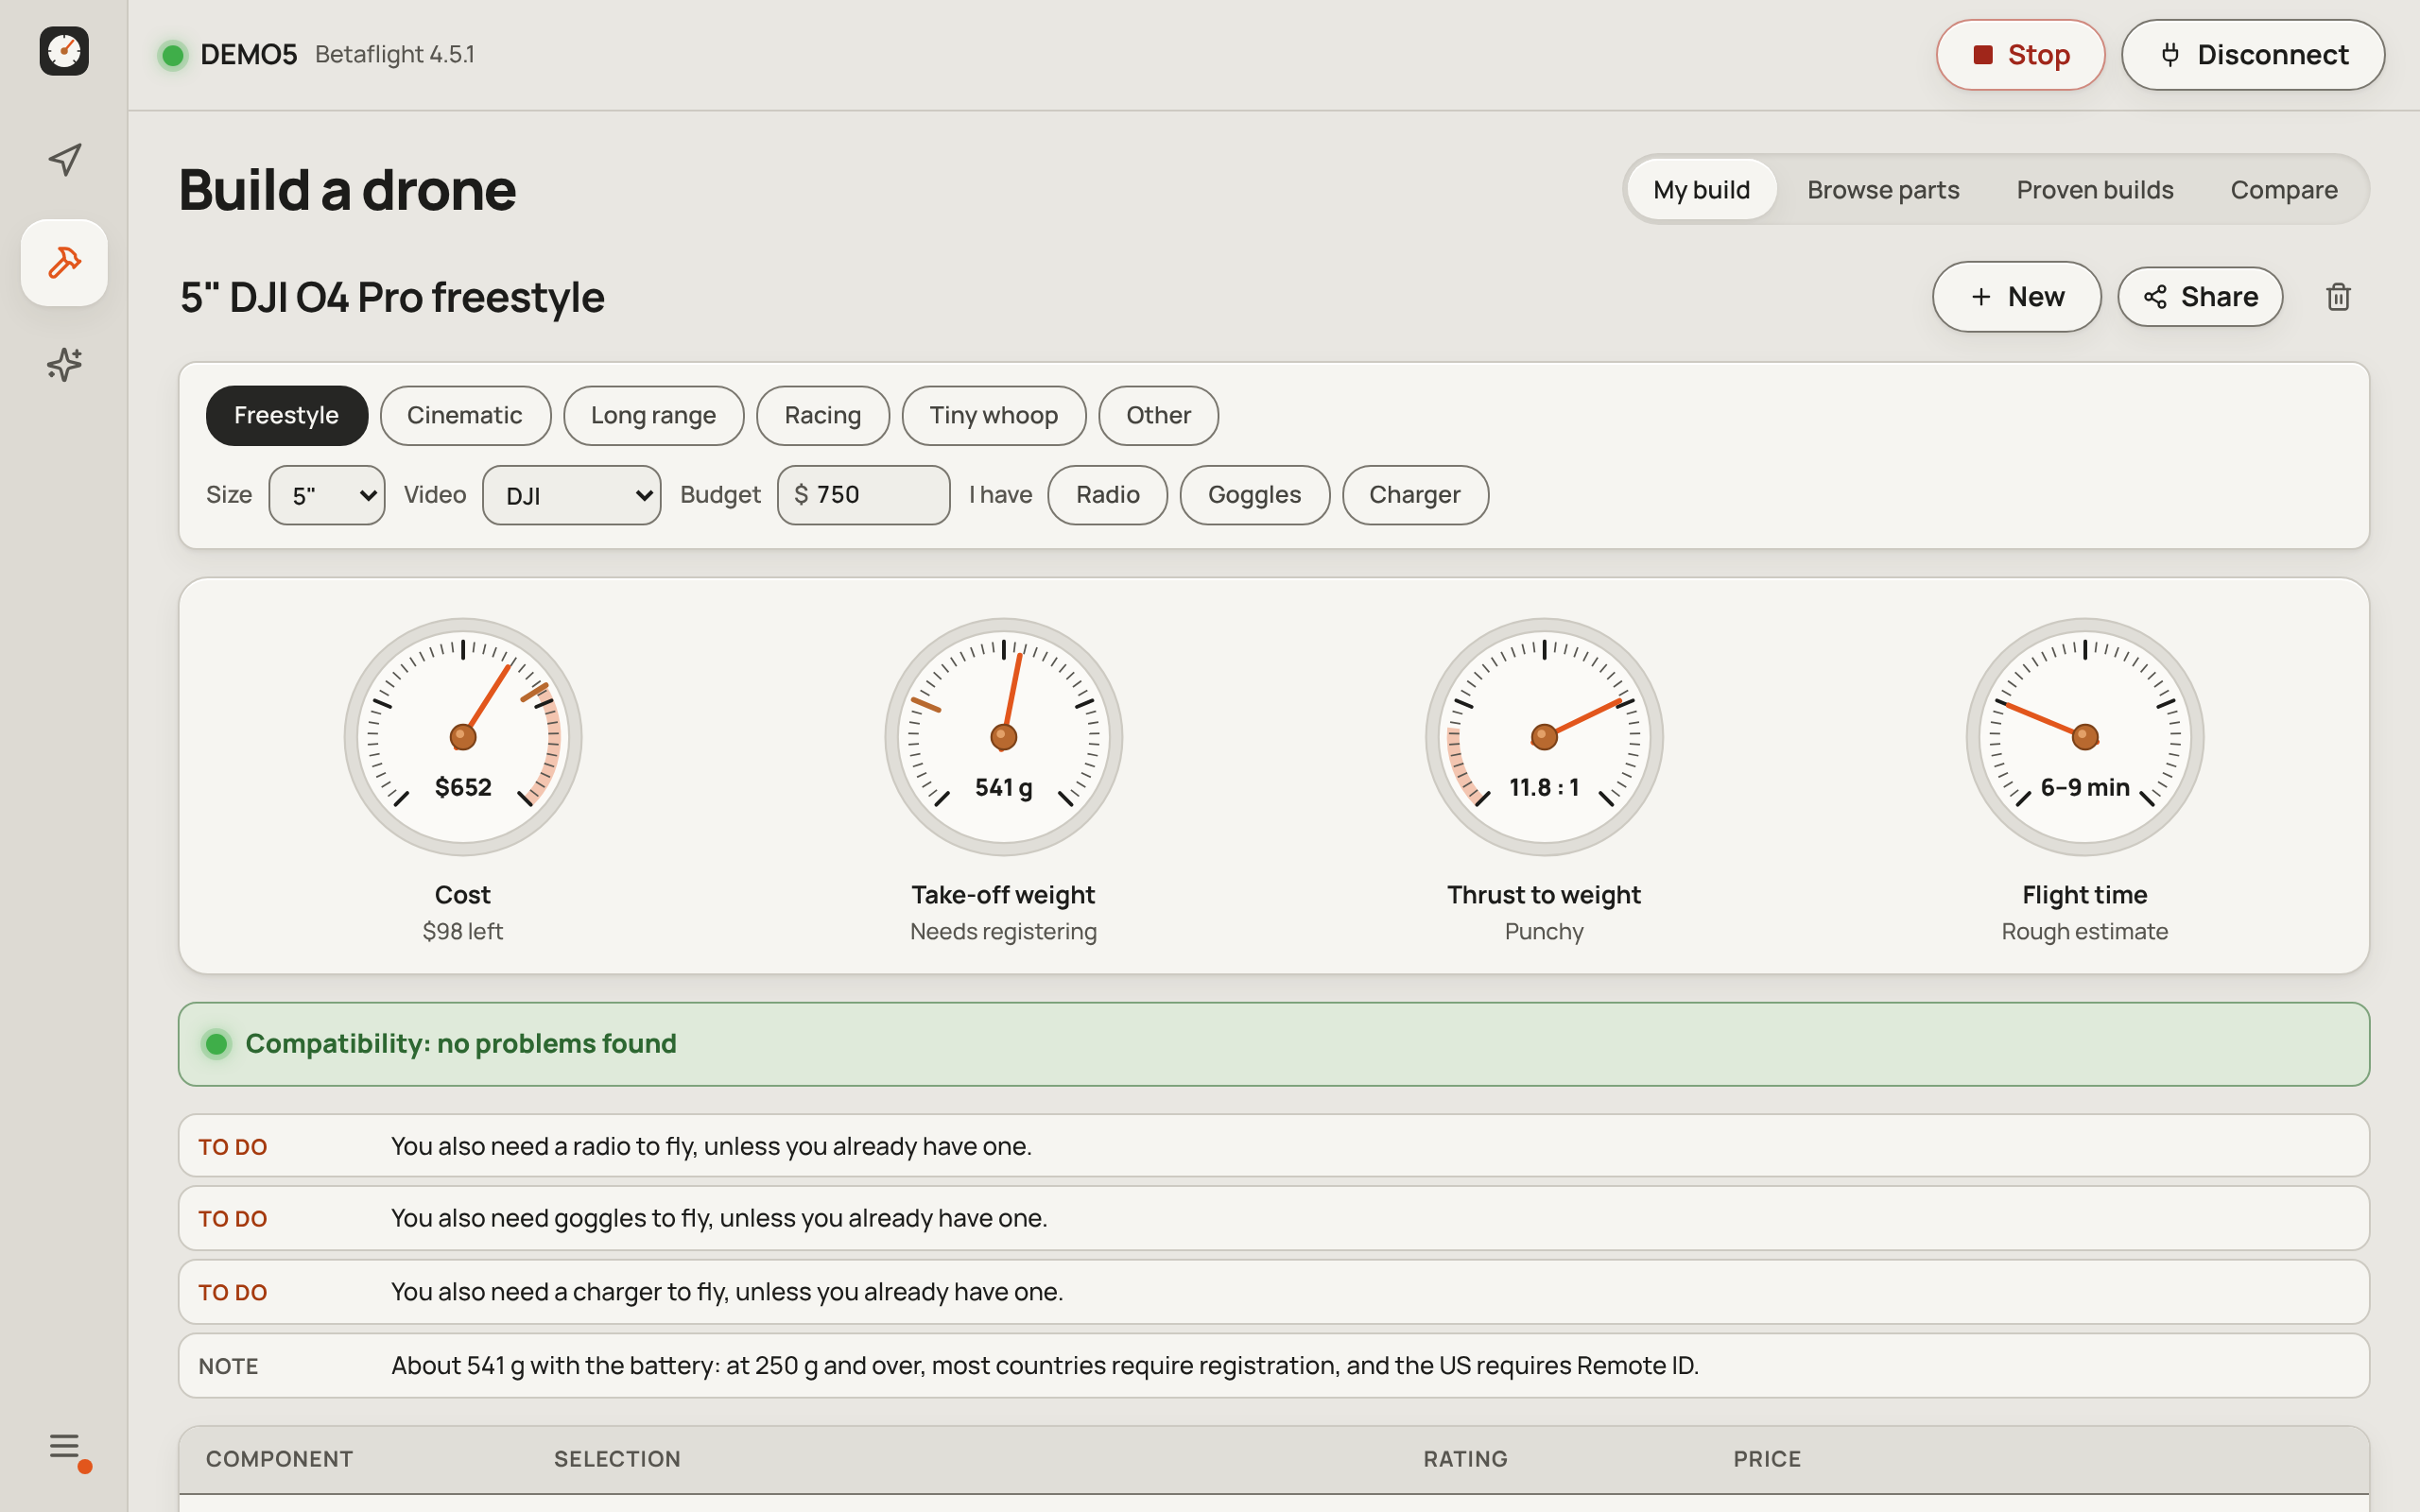 DEMO5 Betaflight 4.5.1 Stop Disconnect
Build a drone My build Browse parts Proven builds Compare
5" DJI O4 Pro freestyle New Share
Freestyle Cinematic Long range Racing Tiny whoop Other
Size 5" Video DJI Budget $ 750 I have Radio Goggles Charger
$652 541 g 11.8 : 1 6–9 min
Cost Take-off weight Thrust to weight Flight time
$98 left Needs registering Punchy Rough estimate
Compatibility: no problems found
TO DO You also need a radio to fly, unless you already have one.
TO DO You also need goggles to fly, unless you already have one.
TO DO You also need a charger to fly, unless you already have one.
NOTE About 541 g with the battery: at 250 g and over, most countries require registration, and the US requires Remote ID.
COMPONENT SELECTION RATING PRICE